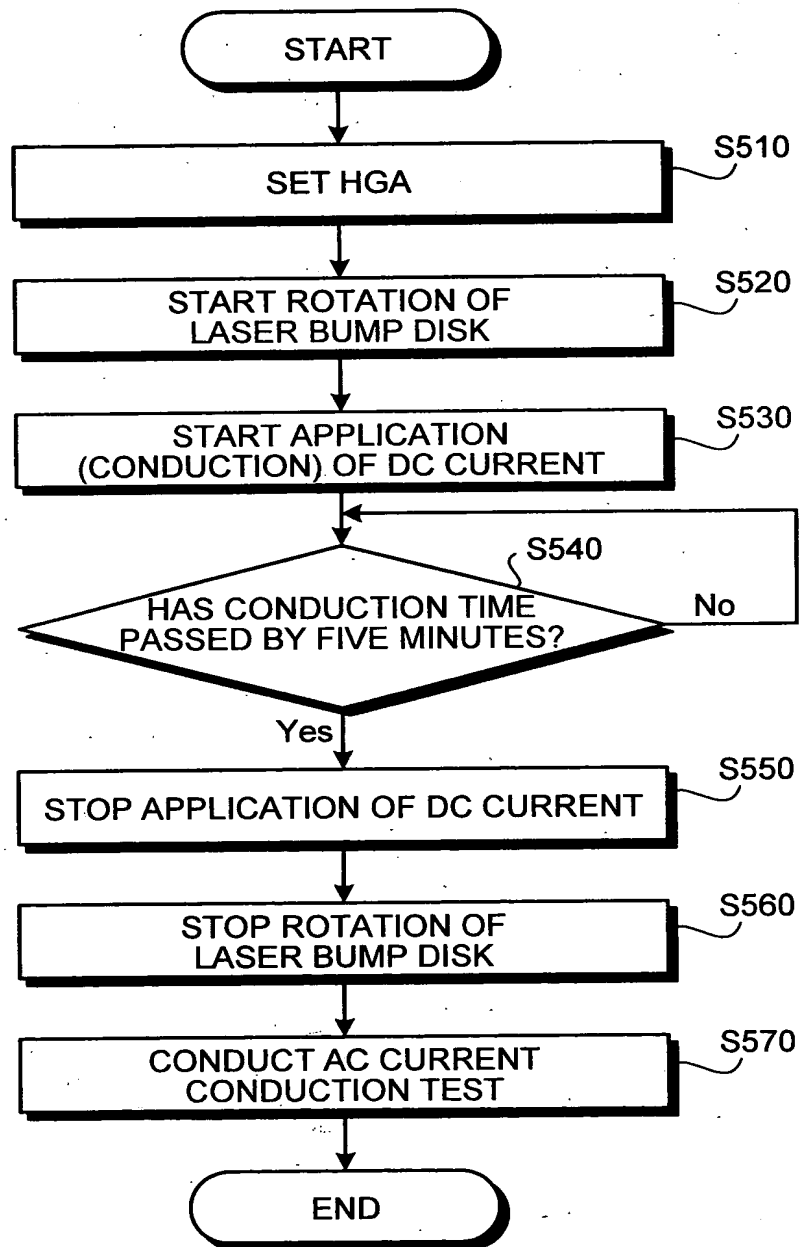 START
SET HGA
S510
START ROTATION OF
LASER BUMP DISK
S520
START APPLICATION
(CONDUCTION) OF DC CURRENT
S530
HAS CONDUCTION TIME
PASSED BY FIVE MINUTES?
S540
No
Yes
STOP APPLICATION OF DC CURRENT
S550
STOP ROTATION OF
LASER BUMP DISK
S560
CONDUCT AC CURRENT
CONDUCTION TEST
S570
END